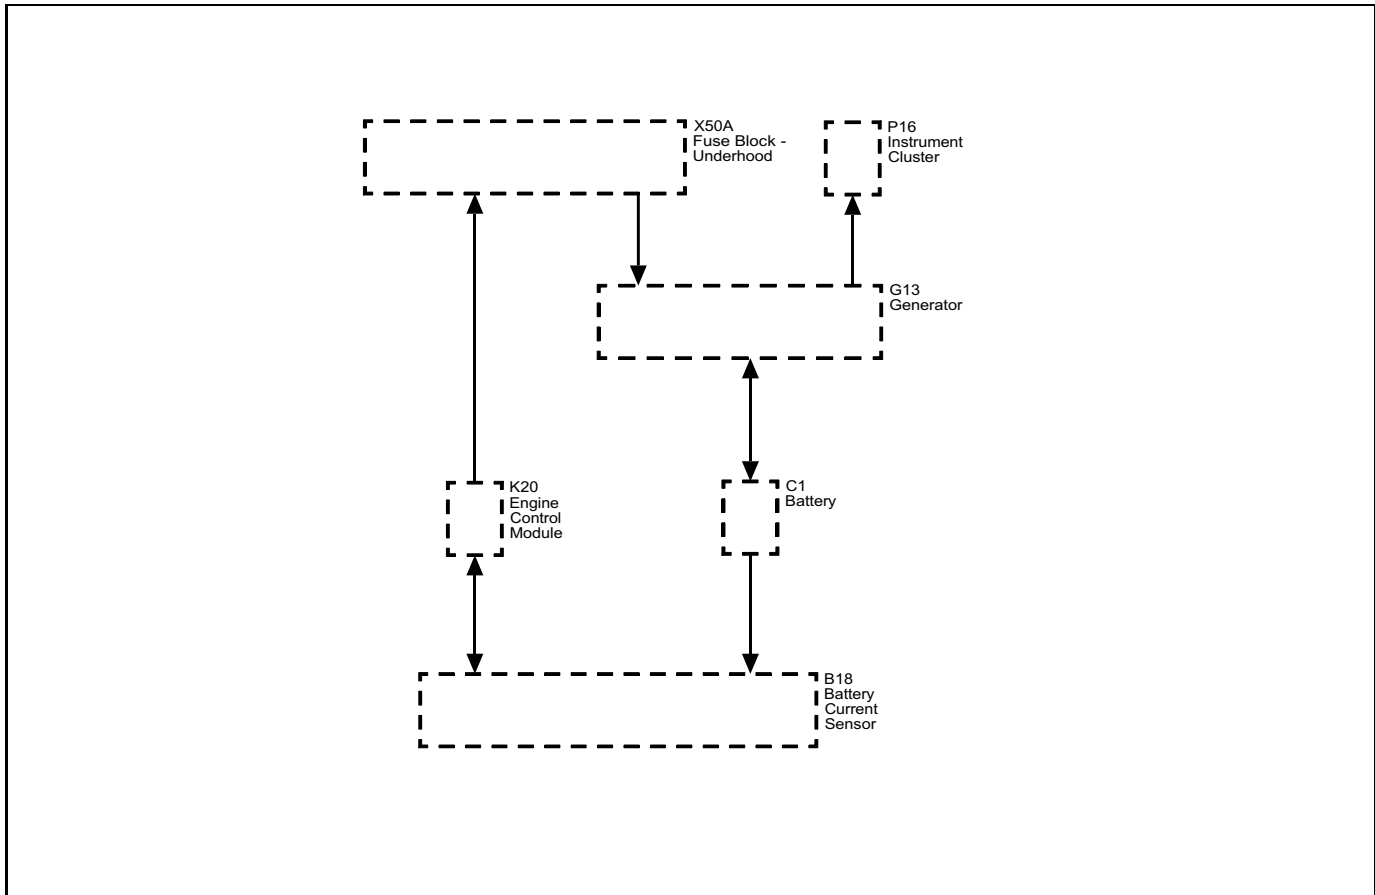 X50A
Fuse Block -
Underhood
P16
Instrument
Cluster
G13
Generator
K20
Engine
Control
Module
C1
Battery
B18
Battery
Current
Sensor